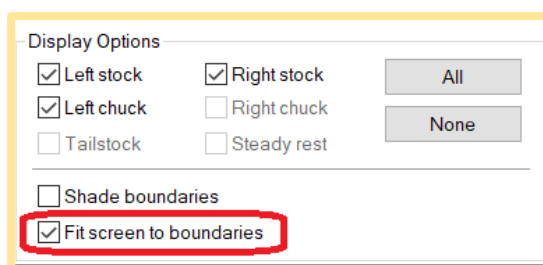 Display Options
Left stock Right stock All
Left chuck Right chuck None
Tailstock Steady rest
Shade boundaries
Fit screen to boundaries